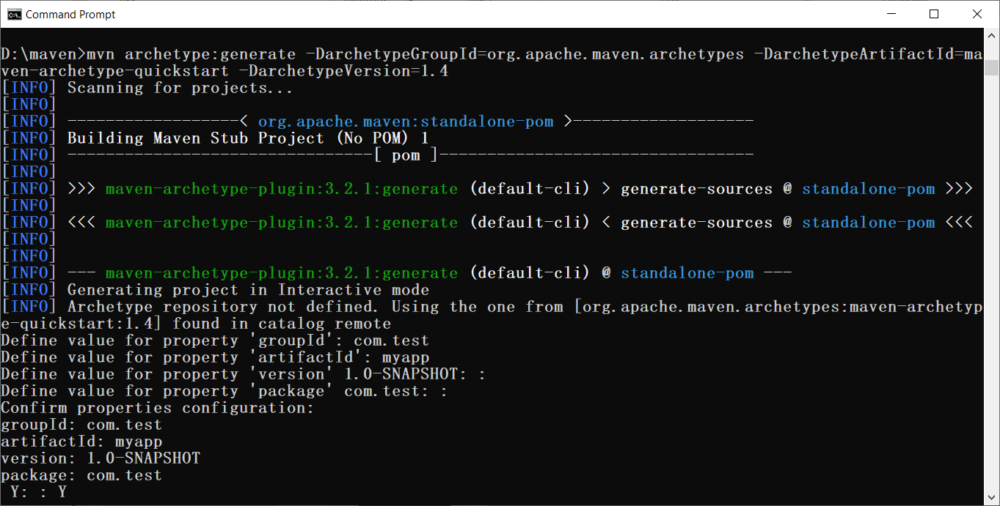 Command Prompt
D:\maven>mvn archetype:generate -DarchetypeGroupId=org.apache.maven.archetypes -DarchetypeArtifactId=ma
ven-archetype-quickstart -DarchetypeVersion=1.4
[INFO] Scanning for projects...
[INFO]
[INFO] ------------------< org.apache.maven:standalone-pom >-------------------
[INFO] Building Maven Stub Project (No POM) 1
[INFO] --------------------------------[ pom ]---------------------------------
[INFO]
[INFO] >>> maven-archetype-plugin:3.2.1:generate (default-cli) > generate-sources @ standalone-pom >>>
[INFO]
[INFO] <<< maven-archetype-plugin:3.2.1:generate (default-cli) < generate-sources @ standalone-pom <<<
[INFO]
[INFO]
[INFO] --- maven-archetype-plugin:3.2.1:generate (default-cli) @ standalone-pom ---
[INFO] Generating project in Interactive mode
[INFO] Archetype repository not defined. Using the one from [org.apache.maven.archetypes:maven-archetyp
e-quickstart:1.4] found in catalog remote
Define value for property 'groupId': com.test
Define value for property 'artifactId': myapp
Define value for property 'version' 1.0-SNAPSHOT: :
Define value for property 'package' com.test: :
Confirm properties configuration:
groupId: com.test
artifactId: myapp
version: 1.0-SNAPSHOT
package: com.test
 Y: : Y